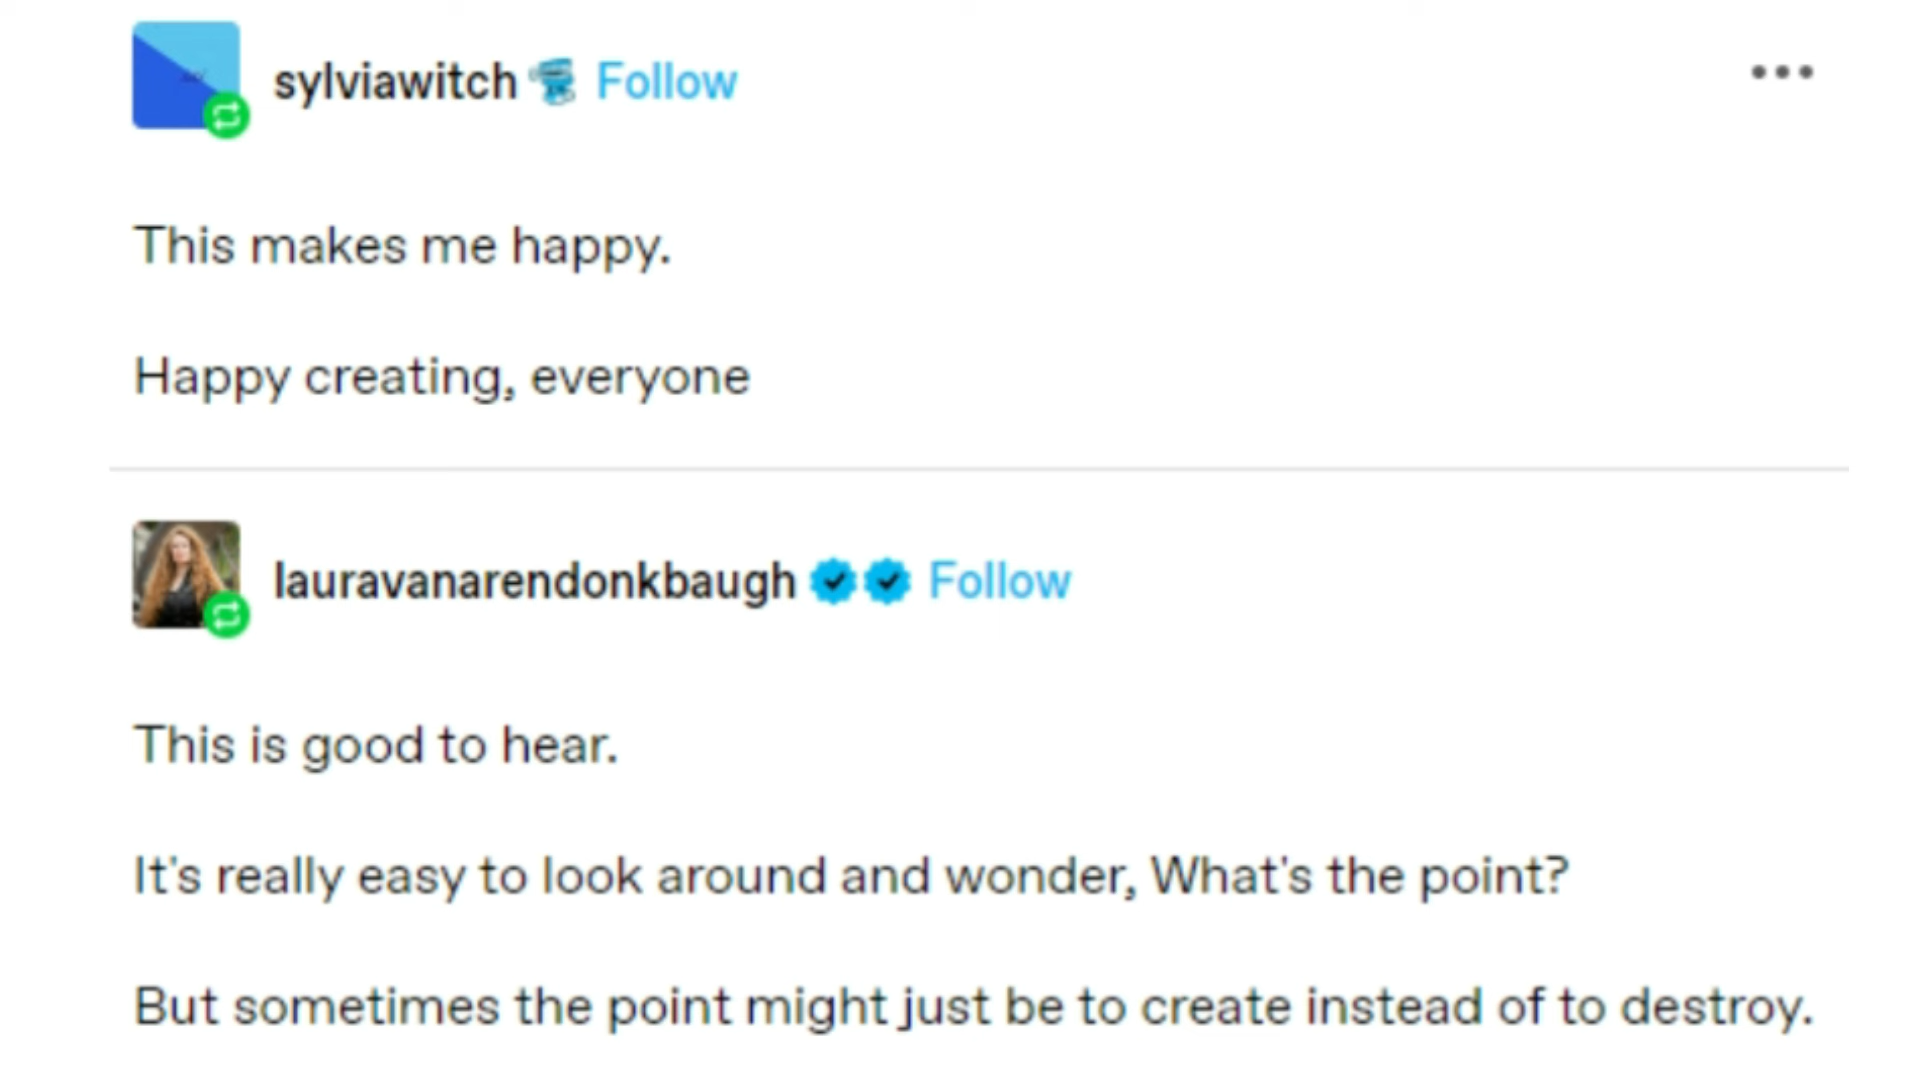 sylviawitch Follow
This makes me happy.
Happy creating, everyone
lauravanarendonkbaugh Follow
This is good to hear.
It's really easy to look around and wonder, What's the point?
But sometimes the point might just be to create instead of to destroy.